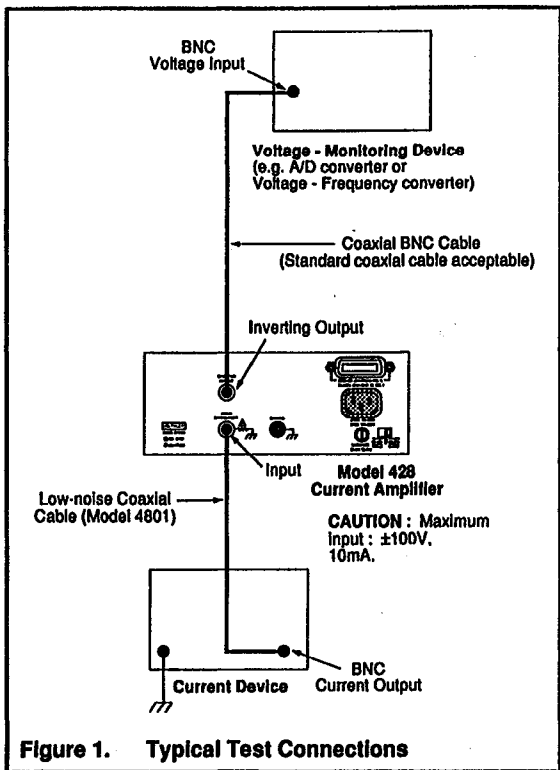 BNC
Voltage Input
Voltage - Monitoring Device
(e.g. A/D converter or
Voltage - Frequency converter)
Coaxial BNC Cable
(Standard coaxial cable acceptable)
Inverting Output
Input
Model 428
Current Amplifier
Low-noise Coaxial
Cable (Model 4801)
CAUTION : Maximum
Input : ±100V,
10mA.
BNC
Current Output
Current Device
Figure 1. Typical Test Connections